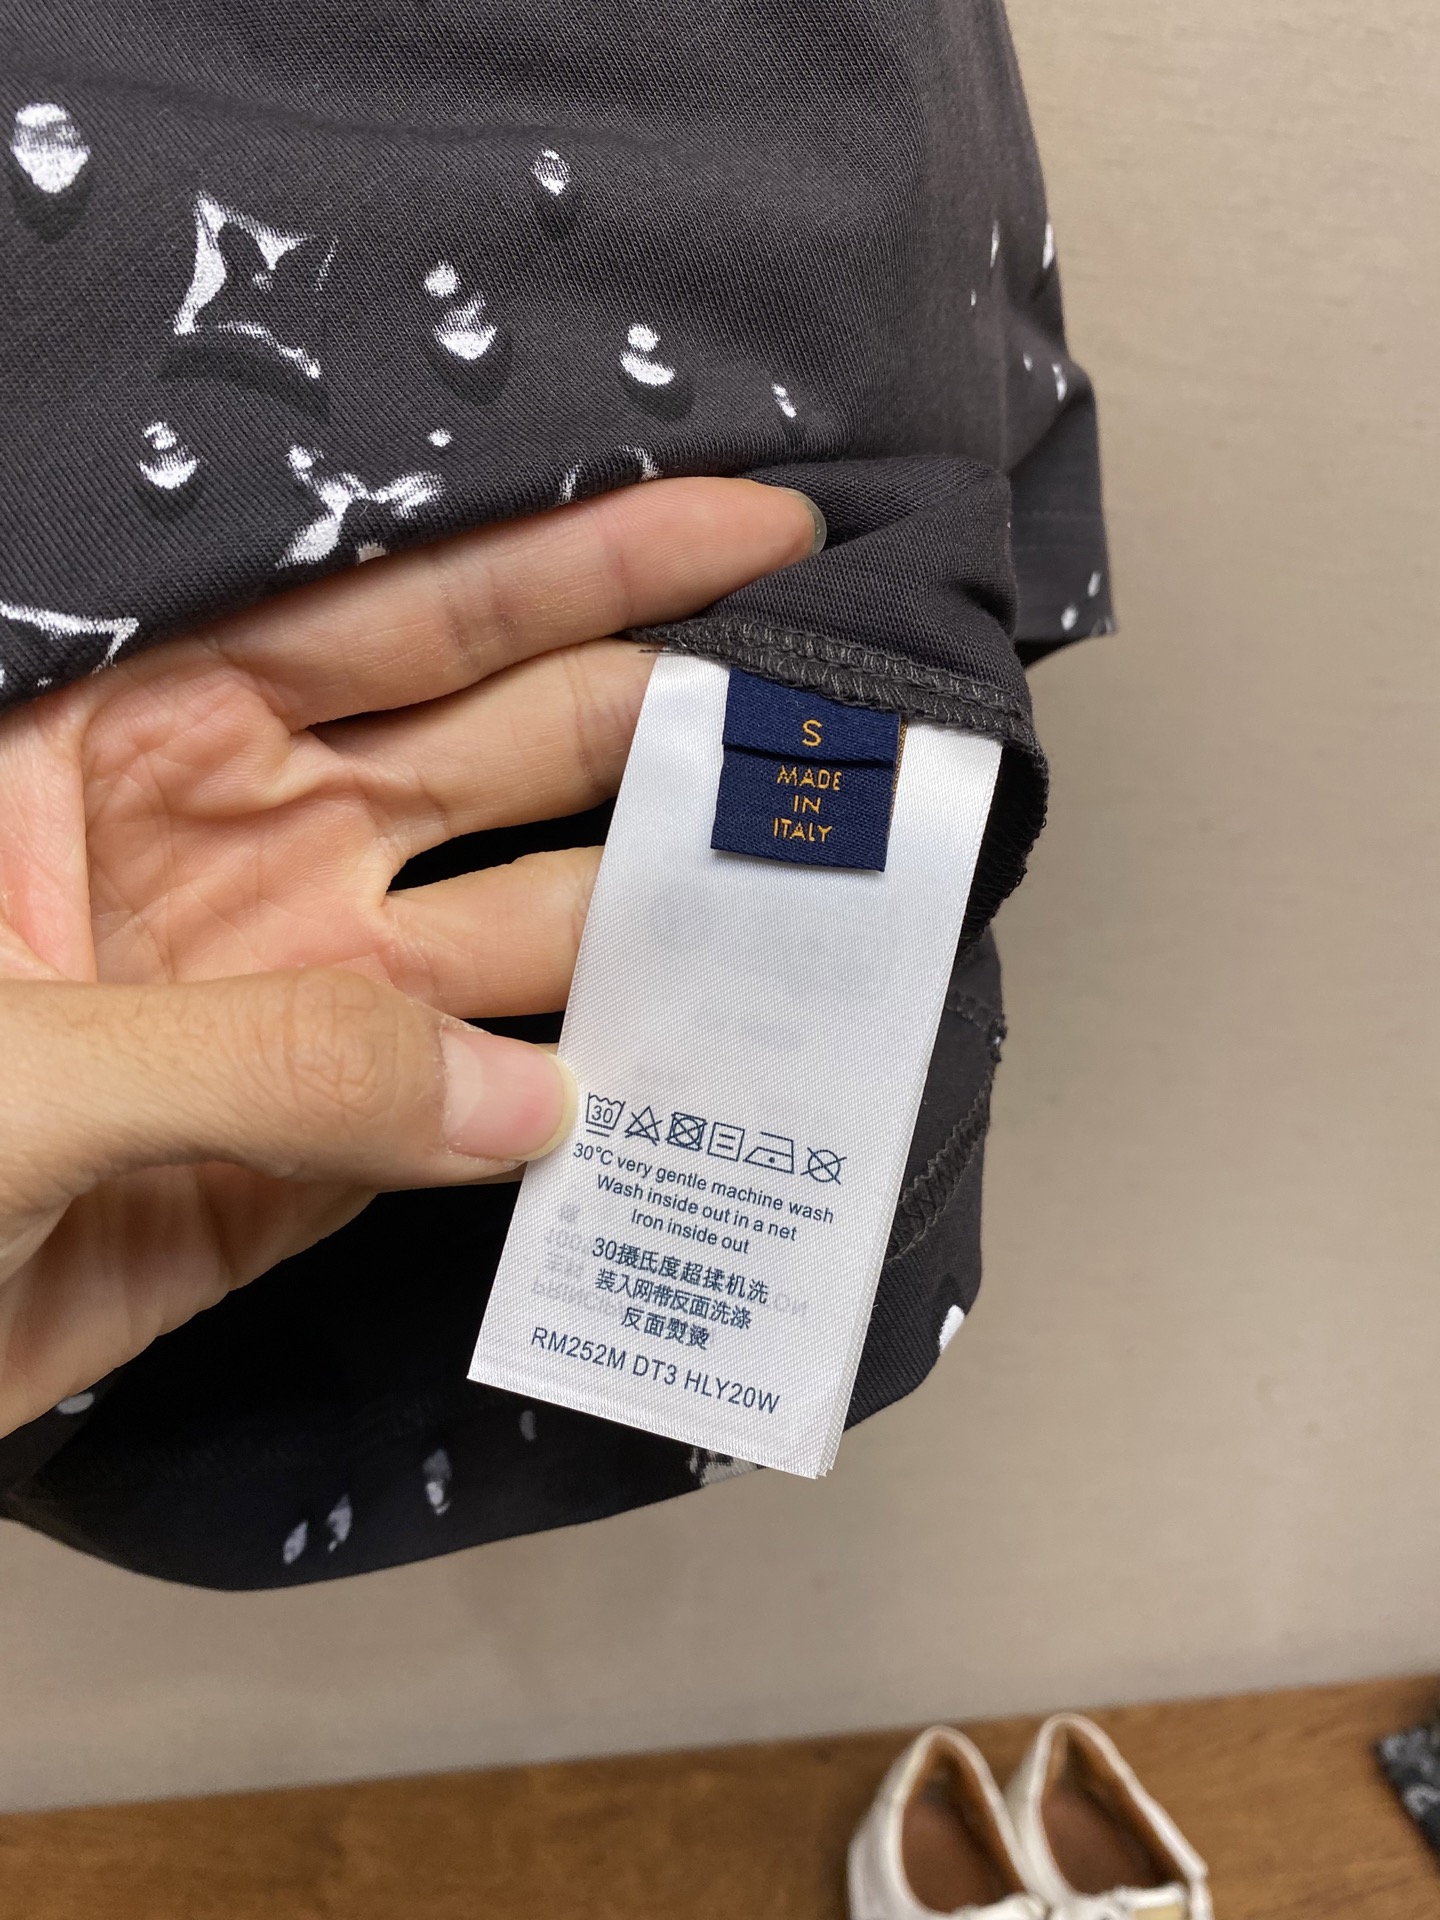 S
MADE
IN
ITALY
30
30°C very gentle machine wash
Wash inside out in a net
Iron inside out
30摄氏度超揉机洗
装入网带反面洗涤
反面熨烫
RM252M DT3 HLY20W